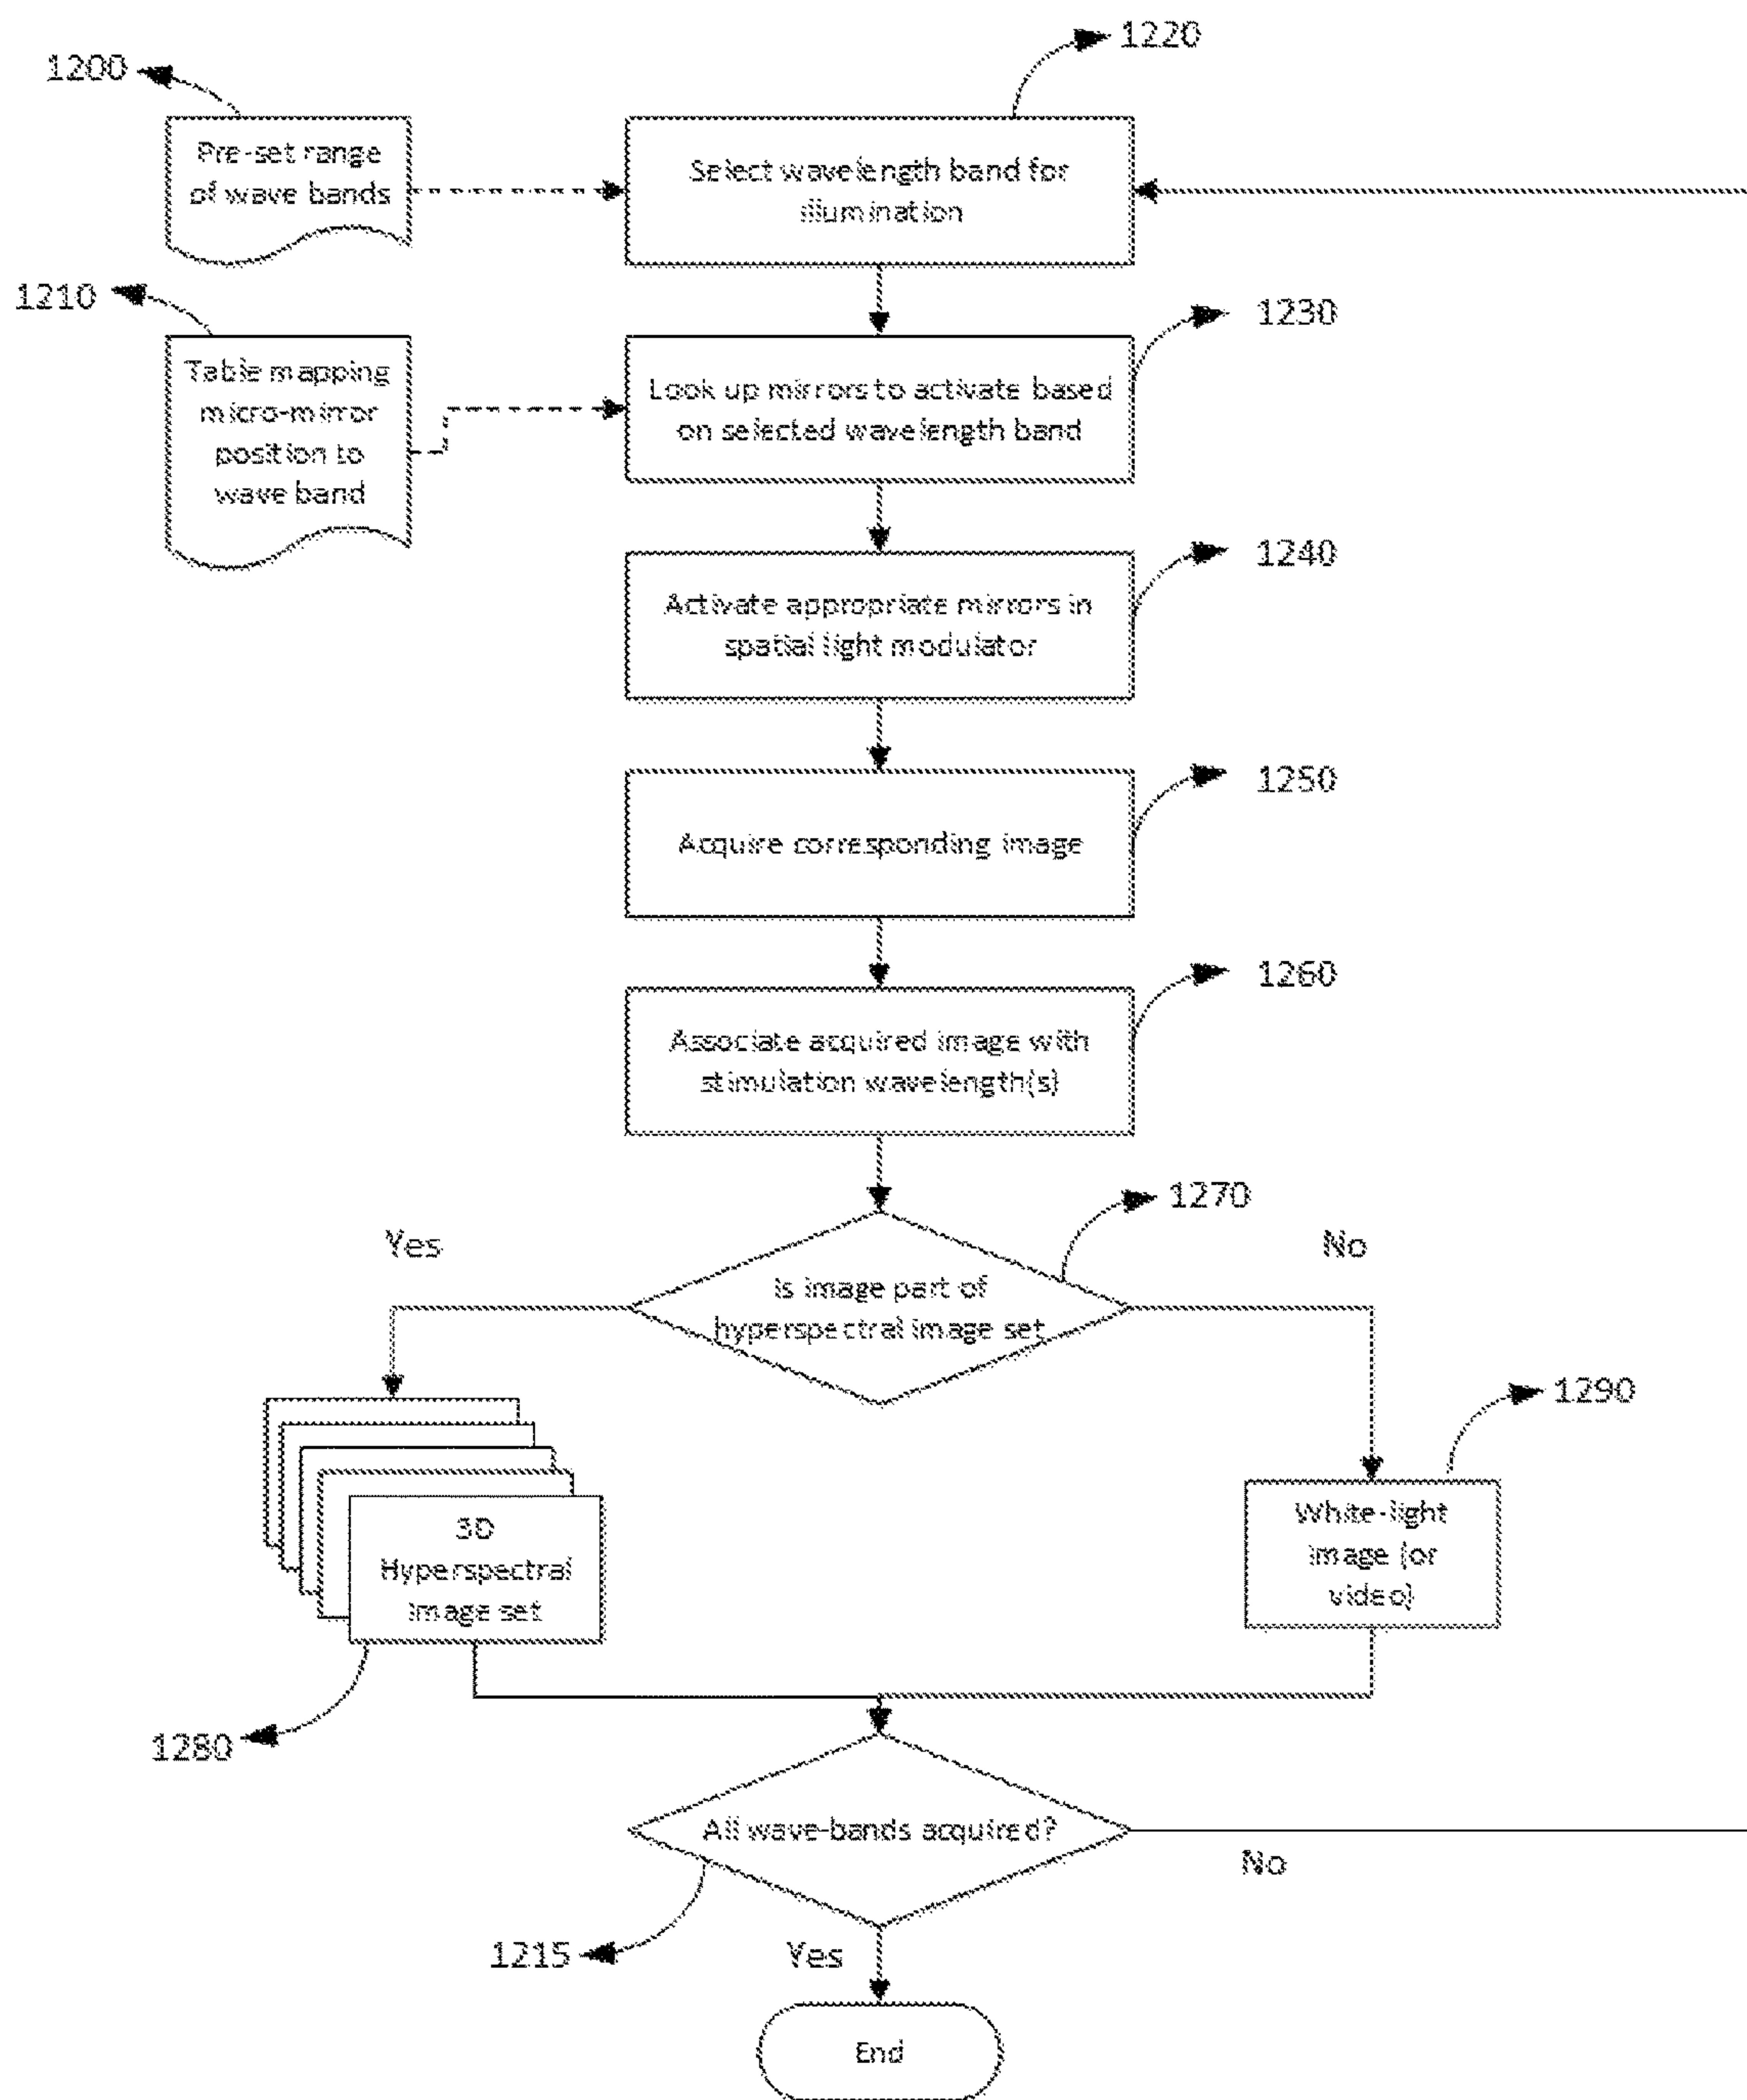 1220
1200
Pre-set range
of wave bands
Select wavelength band for
illumination
1210
1230
Table mapping
micro-mirror
position to
wave band
Look up mirrors to activate based
on selected wavelength band
1240
Activate appropriate mirrors in
spatial light modulator
1250
Acquire corresponding image
1260
Associate acquired image with
stimulation wavelength(s)
1270
Yes
No
Is image part of
hyperspectral image set
1290
3D
Hyperspectral
image set
White-light
image (or
video)
1280
All wave-bands acquired?
No
1215
Yes
End